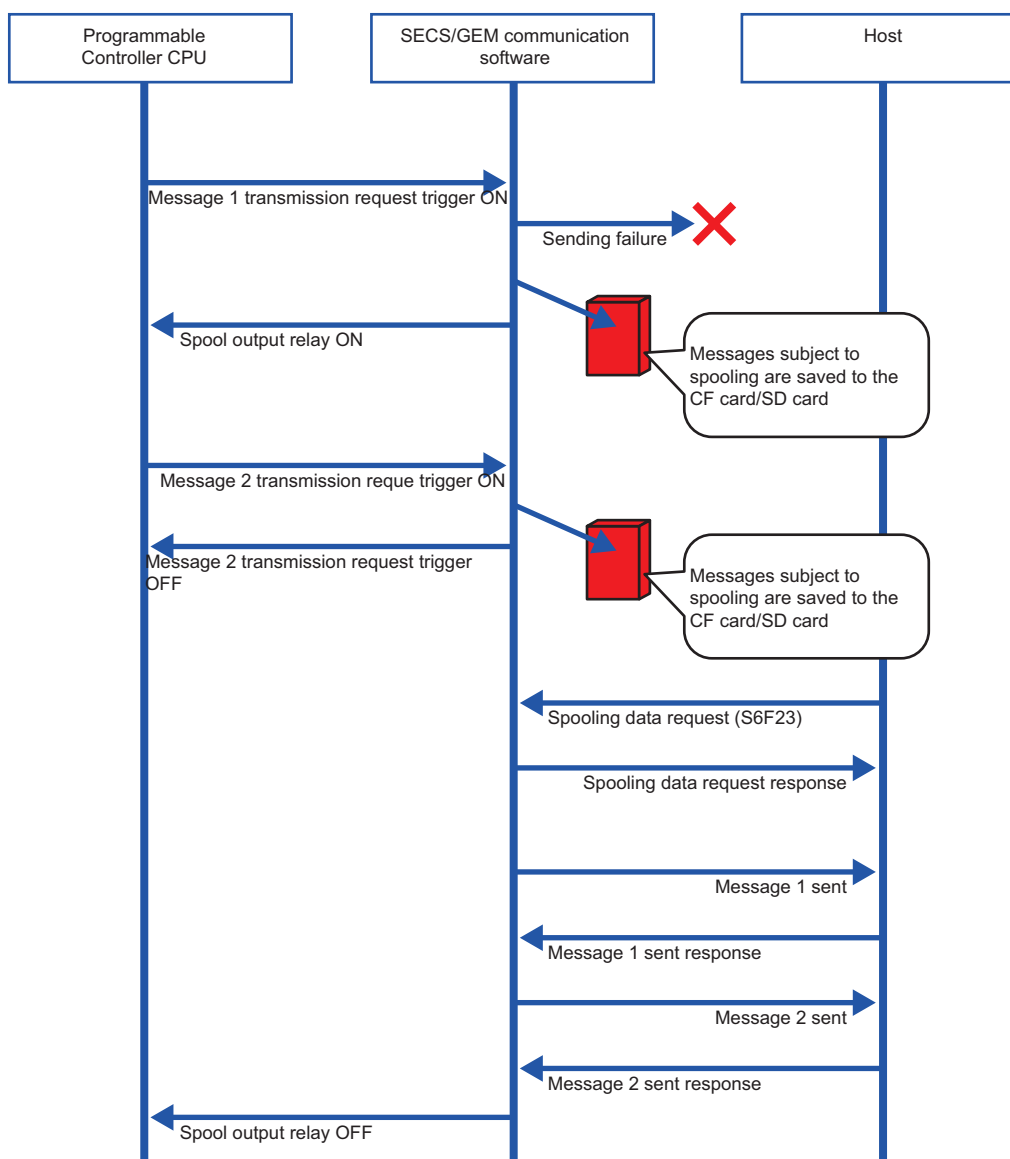 Programmable
Controller CPU
SECS/GEM communication
software
Host
Message 1 transmission request trigger ON
Sending failure
Spool output relay ON
Messages subject to
spooling are saved to the
CF card/SD card
Message 2 transmission reque trigger ON
Message 2 transmission request trigger
OFF
Messages subject to
spooling are saved to the
CF card/SD card
Spooling data request (S6F23)
Spooling data request response
Message 1 sent
Message 1 sent response
Message 2 sent
Message 2 sent response
Spool output relay OFF